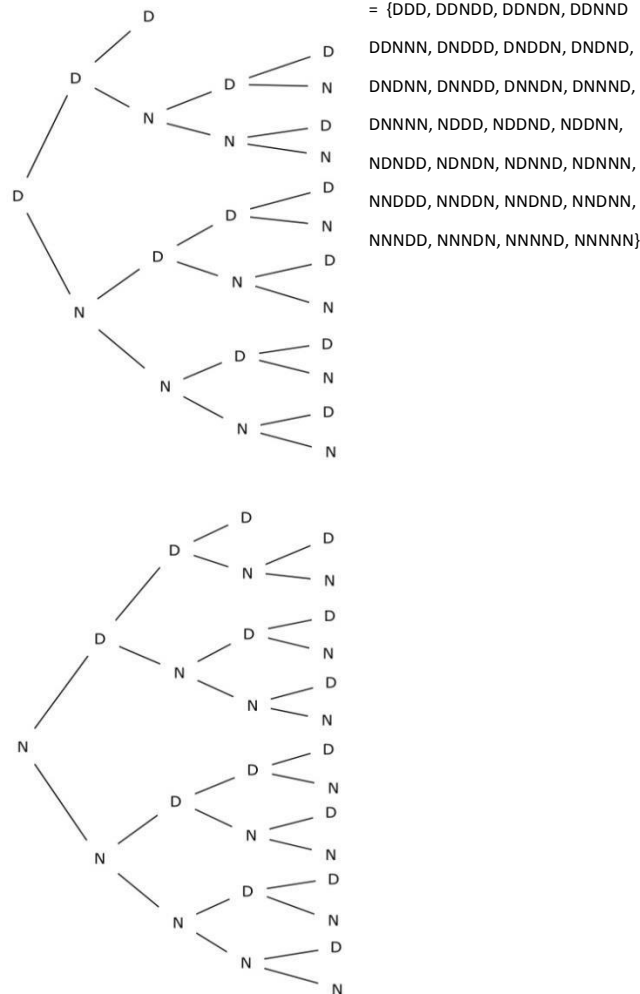 = {DDD, DDNDD, DDNDN, DDNND
DDNNN, DNDDD, DNDDN, DNDND,
DNDNN, DNNDD, DNNDN, DNNND,
DNNNN, NDDD, NDDND, NDDNN,
NDNDD, NDNDN, NDNND, NDNNN,
NNDDD, NNDDN, NNDND, NNDNN,
NNNDD, NNNDN, NNNND, NNNNN}
D
D
D
D
N
N
D
N
N
D
D
D
N
D
D
N
N
N
D
D
N
N
D
N
N
D
D
D
N
N
D
D
D
N
N
D
N
N
N
D
D
N
D
D
N
N
N
D
D
N
N
D
N
N